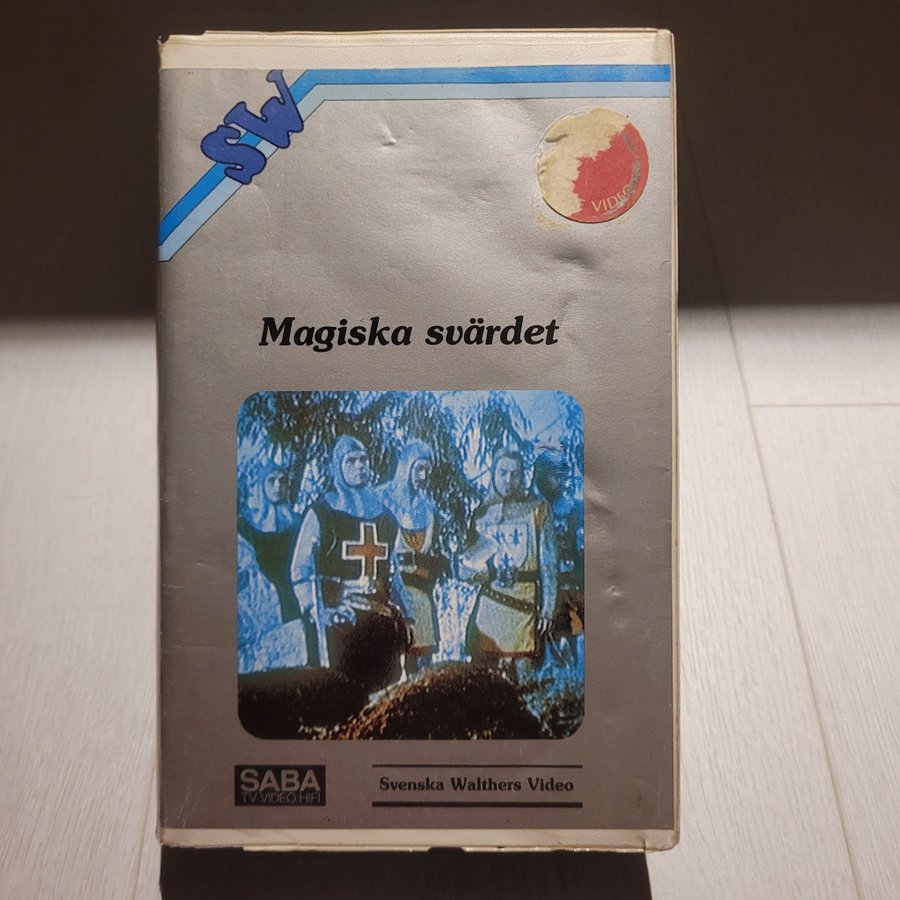 SW
VIDEO
Magiska svärdet
SABA
TV VIDEO HIFI
Svenska Walthers Video